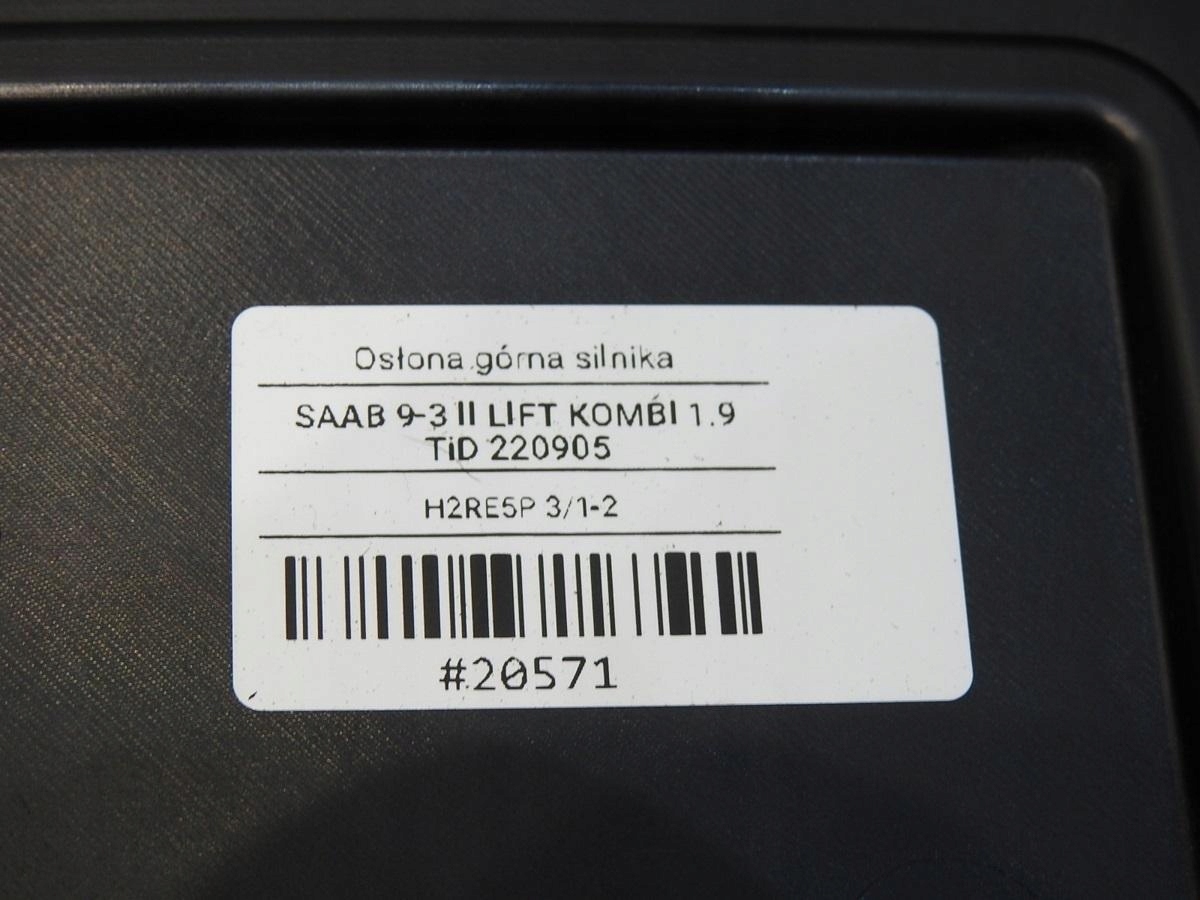 Osłona górna silnika
SAAB 9-3 II LIFT KOMBI 1.9
TiD 220905
H2RE5P 3/1-2
#20571